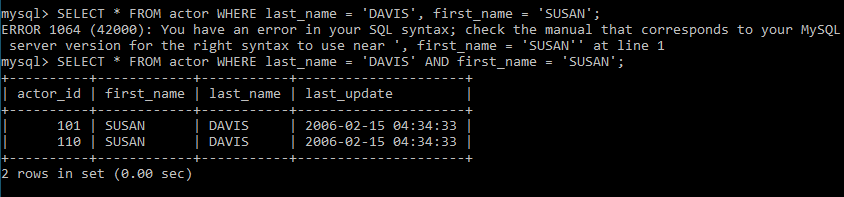 mysql> SELECT * FROM actor WHERE last_name = 'DAVIS', first_name = 'SUSAN';
ERROR 1064 (42000): You have an error in your SQL syntax; check the manual that corresponds to your MySQL
 server version for the right syntax to use near ', first_name = 'SUSAN'' at line 1
mysql> SELECT * FROM actor WHERE last_name = 'DAVIS' AND first_name = 'SUSAN';
+----------+------------+-----------+---------------------+
| actor_id | first_name | last_name | last_update         |
+----------+------------+-----------+---------------------+
|      101 | SUSAN      | DAVIS     | 2006-02-15 04:34:33 |
|      110 | SUSAN      | DAVIS     | 2006-02-15 04:34:33 |
+----------+------------+-----------+---------------------+
2 rows in set (0.00 sec)